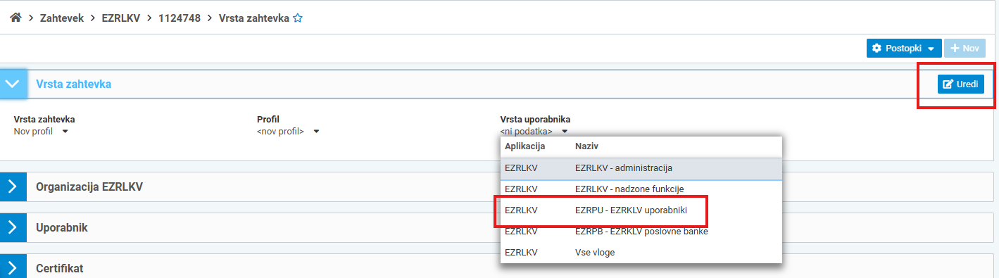 Zahtevek > EZRLKV > 1124748 > Vrsta zahtevka
Postopki + Nov
Vrsta zahtevka Uredi
Vrsta zahtevka Profil Vrsta uporabnika
Nov profil <nov profil> <ni podatka>
Aplikacija Naziv
EZRLKV EZRLKV - administracija
EZRLKV EZRLKV - nadzone funkcije
EZRLKV EZRPU - EZRKLV uporabniki
EZRLKV EZRPB - EZRKLV poslovne banke
EZRLKV Vse vloge
Organizacija EZRLKV
Uporabnik
Certifikat